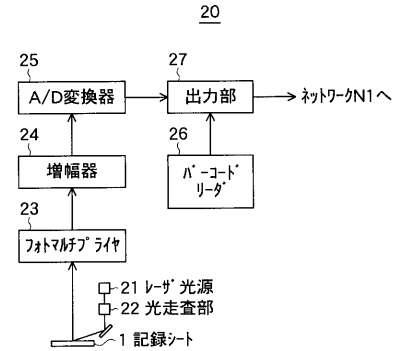 20
25
A/D変換器
27
出力部
ネットワークN1へ
24
増幅器
26
バーコード
リーダ
23
フォトマルチプライヤ
21 レーザ光源
22 光走査部
1 記録シート